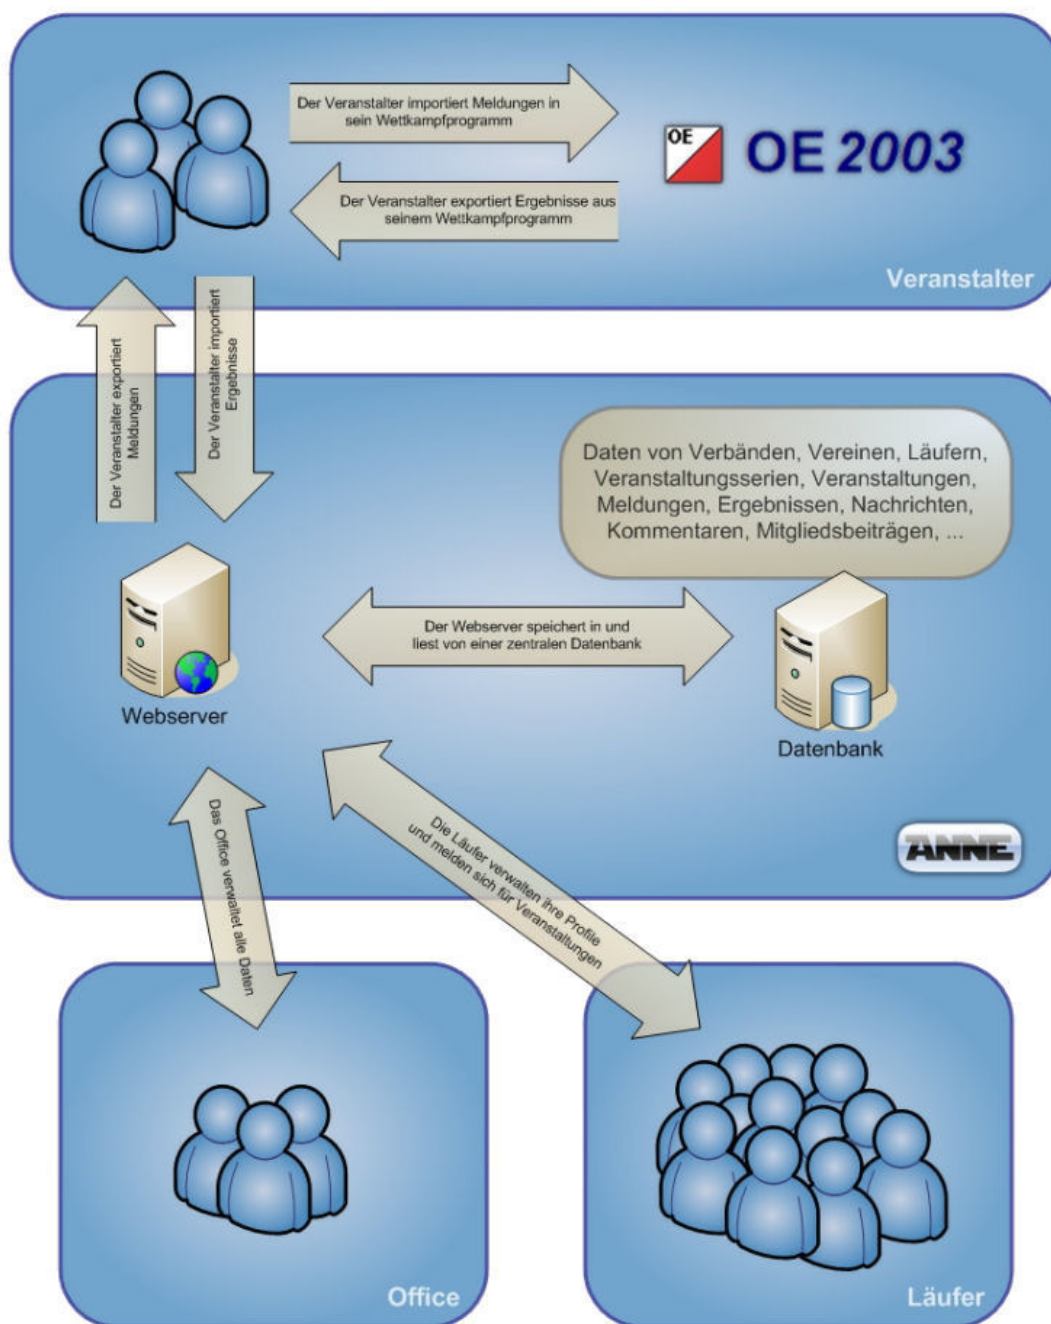 Der Veranstalter importiert Meldungen in
sein Wettkampfprogramm
OE
OE 2003
Der Veranstalter exportiert Ergebnisse aus
seinem Wettkampfprogramm
Veranstalter
Der Veranstalter exportiert
Meldungen
Der Veranstalter importiert
Ergebnisse
Daten von Verbänden, Vereinen, Läufern,
Veranstaltungsserien, Veranstaltungen,
Meldungen, Ergebnissen, Nachrichten,
Kommentaren, Mitgliedsbeiträgen, ...
Der Webserver speichert in und
liest von einer zentralen Datenbank
Webserver
Datenbank
ANNE
Das Office verwaltet alle Daten
Die Läufer verwalten ihre Profile
und melden sich für Veranstaltungen
Office
Läufer